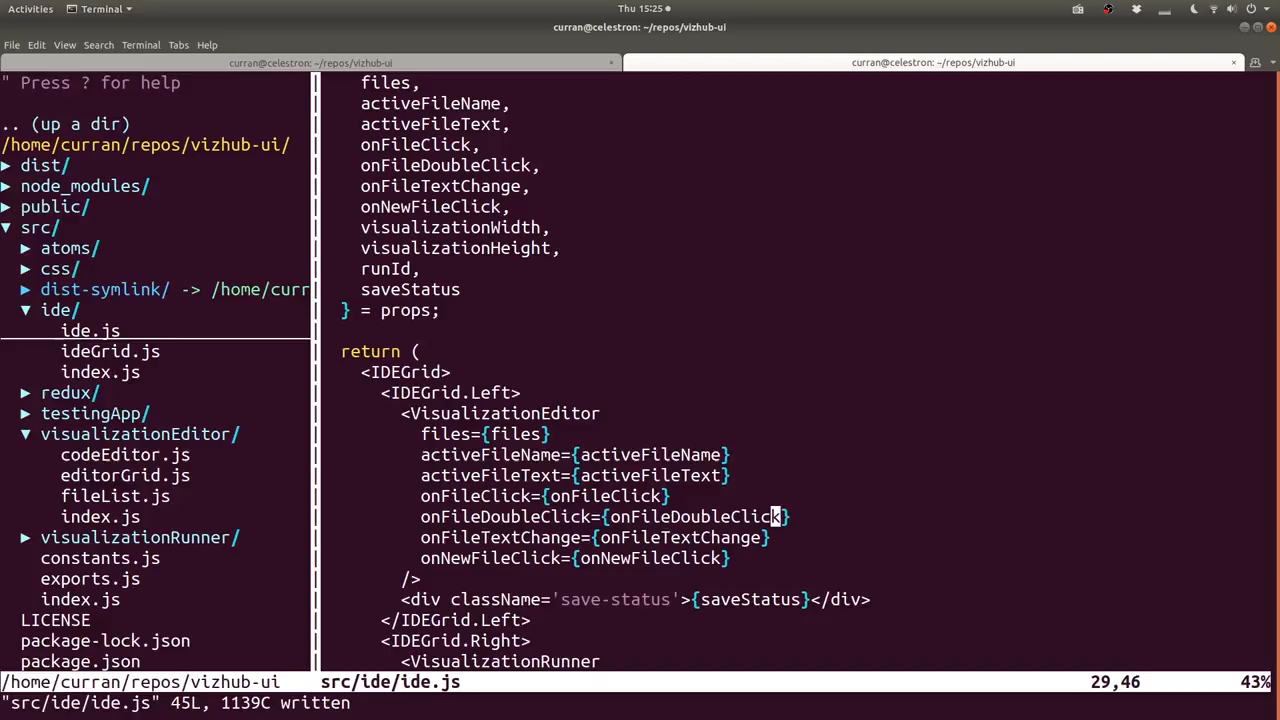 Activities Terminal Thu 15:25
curran@celestron: ~/repos/vizhub-ui
File Edit View Search Terminal Tabs Help
curran@celestron: ~/repos/vizhub-ui × curran@celestron: ~/repos/vizhub-ui ×
" Press ? for help
.. (up a dir)
/home/curran/repos/vizhub-ui/
▶ dist/
▶ node_modules/
▶ public/
▼ src/
▶ atoms/
▶ css/
▶ dist-symlink/ -> /home/curr
▼ ide/
ide.js
ideGrid.js
index.js
▶ redux/
▶ testingApp/
▼ visualizationEditor/
codeEditor.js
editorGrid.js
fileList.js
index.js
▶ visualizationRunner/
constants.js
exports.js
index.js
LICENSE
package-lock.json
package.json
/home/curran/repos/vizhub-ui
files,
activeFileName,
activeFileText,
onFileClick,
onFileDoubleClick,
onFileTextChange,
onNewFileClick,
visualizationWidth,
visualizationHeight,
runId,
saveStatus
} = props;
return (
<IDEGrid>
<IDEGrid.Left>
<VisualizationEditor
files={files}
activeFileName={activeFileName}
activeFileText={activeFileText}
onFileClick={onFileClick}
onFileDoubleClick={onFileDoubleClick}
onFileTextChange={onFileTextChange}
onNewFileClick={onNewFileClick}
/>
<div className='save-status'>{saveStatus}</div>
</IDEGrid.Left>
<IDEGrid.Right>
<VisualizationRunner
src/ide/ide.js 29,46 43%
"src/ide/ide.js" 45L, 1139C written